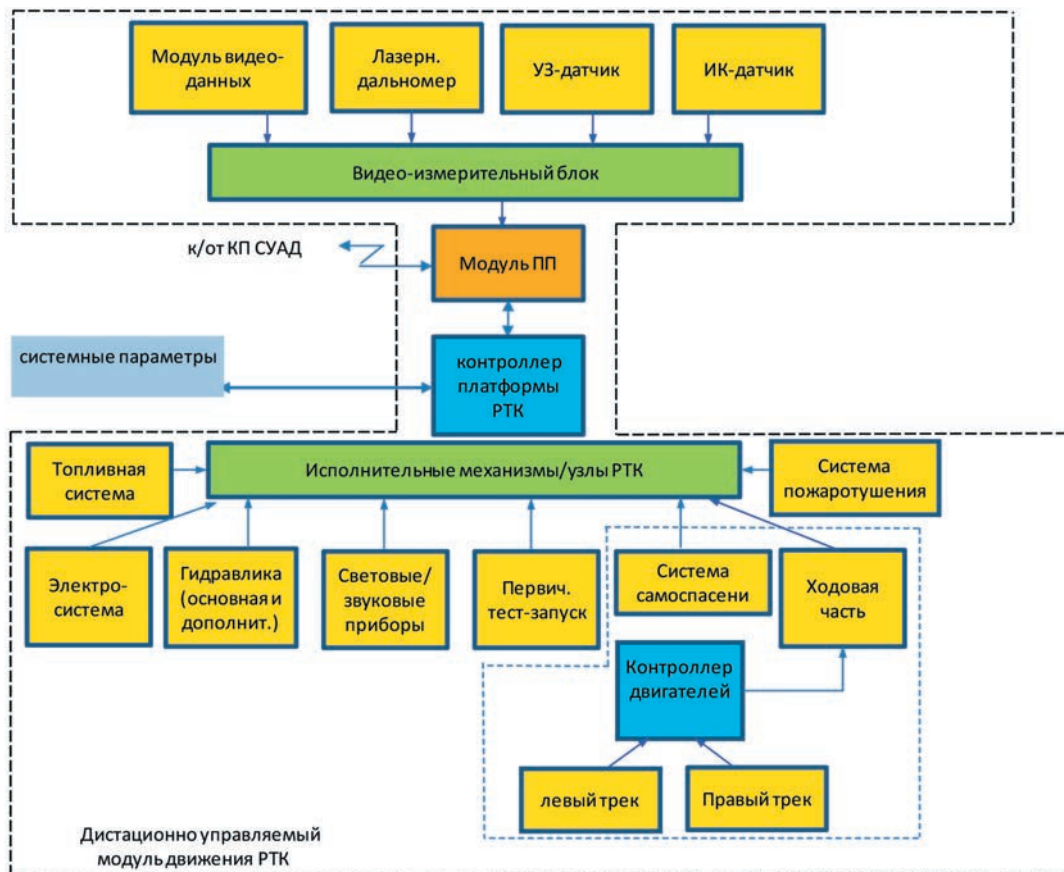 Модуль видео-
данных
Лазерн.
дальномер
УЗ-датчик
ИК-датчик
Видео-измерительный блок
к/от КП СУАД
Модуль ПП
системные параметры
контроллер
платформы
РТК
Топливная
система
Исполнительные механизмы/узлы РТК
Система
пожаротушения
Электро-
система
Гидравлика
(основная и
дополнит.)
Световые/
звуковые
приборы
Первич.
тест-запуск
Система
самоспасени
Ходовая
часть
Контроллер
двигателей
левый трек
Правый трек
Дистационно управляемый
модуль движения РТК